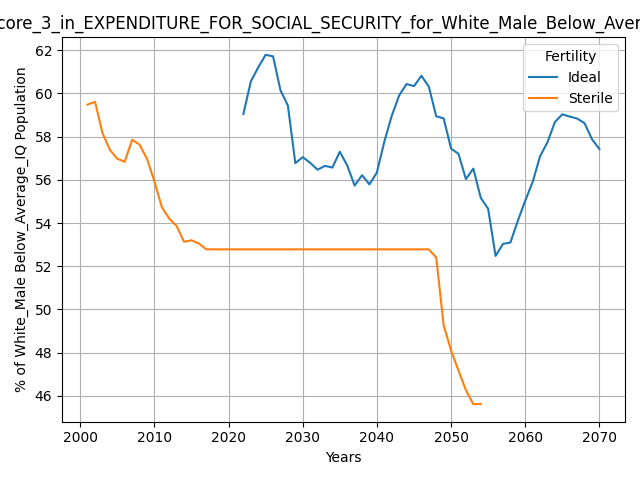 core_3_in_EXPENDITURE_FOR_SOCIAL_SECURITY_for_White_Male_Below_Aver
62
60
58
56
54
52
50
48
46
% of White_Male Below_Average_IQ Population
Fertility
Ideal
Sterile
2000 2010 2020 2030 2040 2050 2060 2070
Years